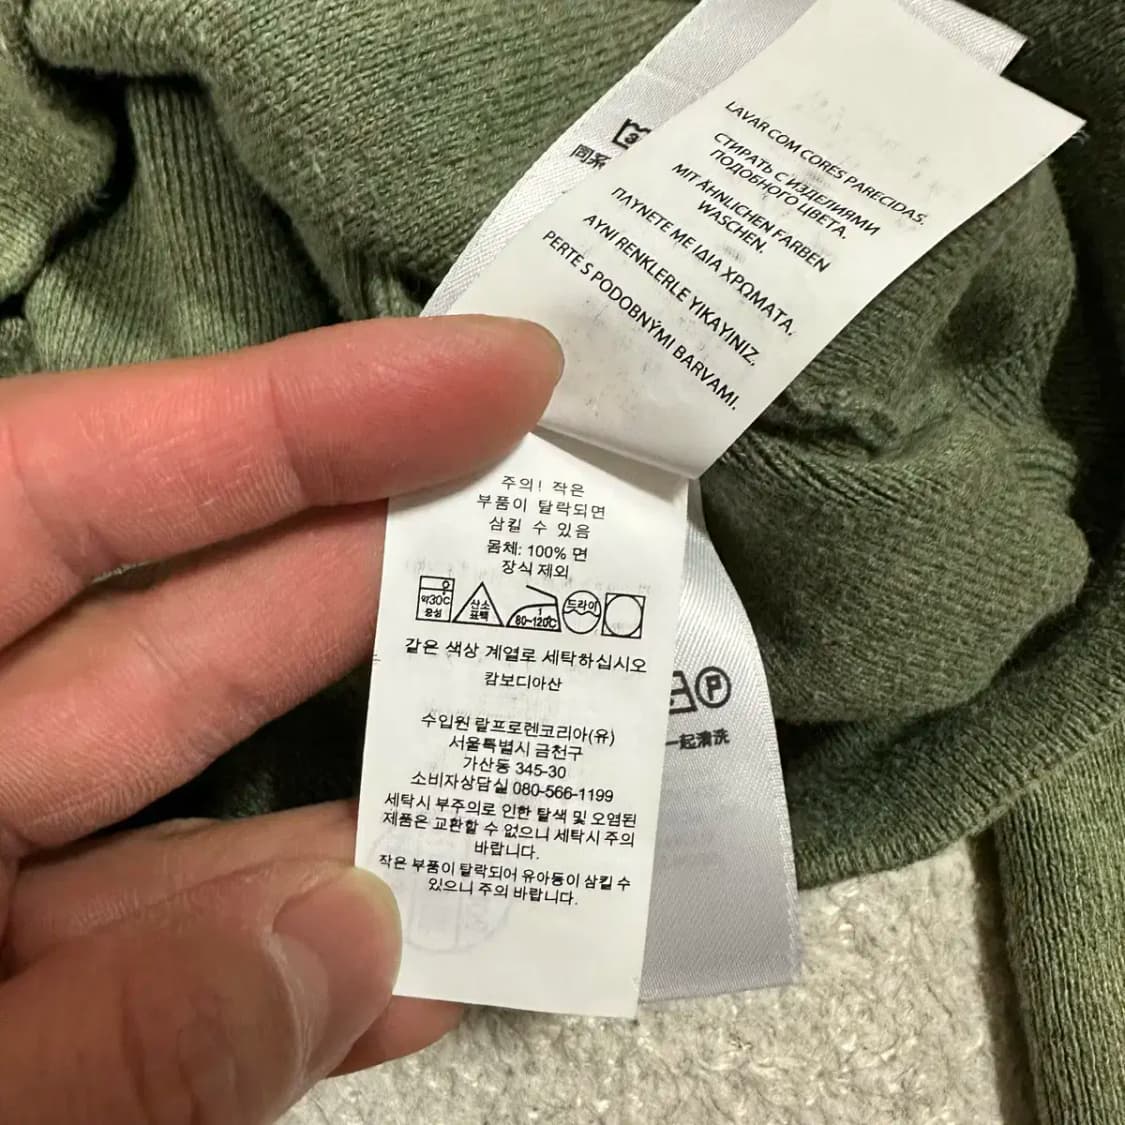 LAVAR COM CORES PARECIDAS.
СТИРАТЬ С ИЗДЕЛИЯМИ
ПОДОБНОГО ЦВЕТА.
MIT ÄHNLICHEN FARBEN
WASCHEN.
ΠΛΥΝΕΤΕ ΜΕ ΙΔΙΑ ΧΡΩΜΑΤΑ.
AYNI RENKLERLE YIKAYINIZ.
PERTE S PODOBNÝMI BARVAMI.
同系
주의! 작은
부품이 탈락되면
삼킬 수 있음
몸체: 100% 면
장식 제외
약30℃
중성
산소
표백
80~120℃
드라이
같은 색상 계열로 세탁하십시오
캄보디아산
수입원 랄프로렌코리아(유)
서울특별시 금천구
가산동 345-30
소비자상담실 080-566-1199
세탁시 부주의로 인한 탈색 및 오염된
제품은 교환할 수 없으니 세탁시 주의
바랍니다.
작은 부품이 탈락되어 유아동이 삼킬 수
있으니 주의 바랍니다.
P
一起清洗